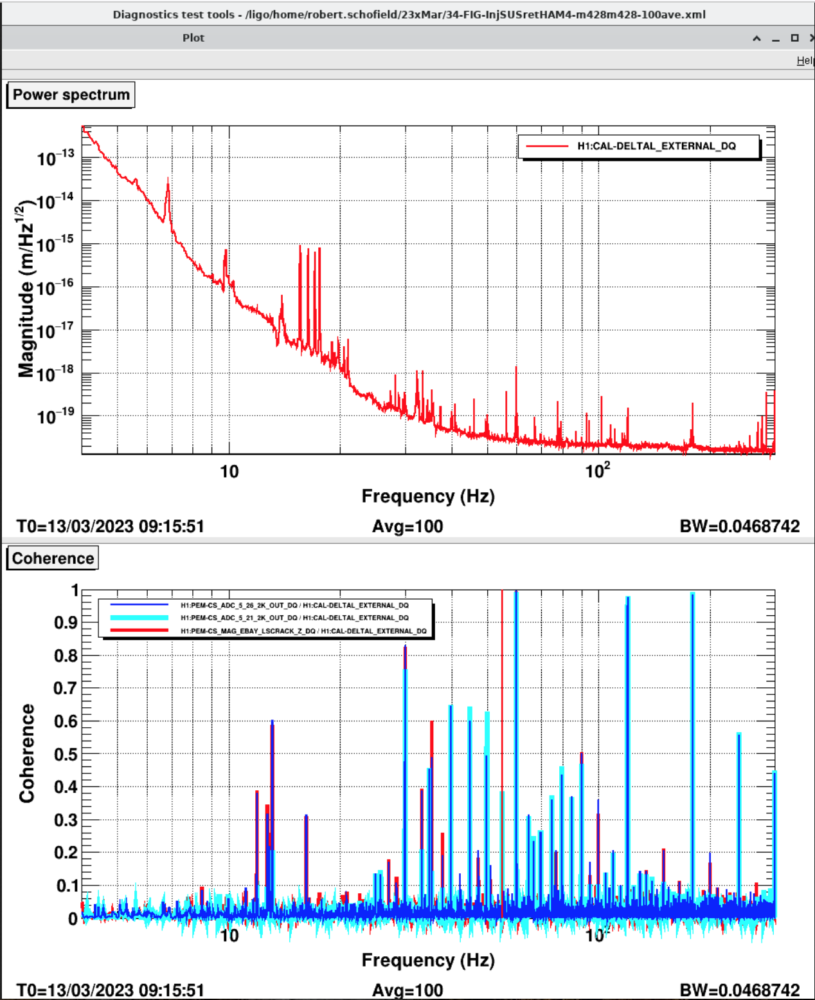 Diagnostics test tools - /ligo/home/robert.schofield/23xMar/34-FIG-InjSUSretHAM4-m428m428-100ave.xml
Plot
Help
Power spectrum
H1:CAL-DELTAL_EXTERNAL_DQ
Magnitude (m/Hz^1/2)
10^−13
10^−14
10^−15
10^−16
10^−17
10^−18
10^−19
10 10^2
Frequency (Hz)
T0=13/03/2023 09:15:51 Avg=100 BW=0.0468742
Coherence
H1:PEM-CS_ADC_5_26_2K_OUT_DQ / H1:CAL-DELTAL_EXTERNAL_DQ
H1:PEM-CS_ADC_5_21_2K_OUT_DQ / H1:CAL-DELTAL_EXTERNAL_DQ
H1:PEM-CS_MAG_EBAY_LSCRACK_Z_DQ / H1:CAL-DELTAL_EXTERNAL_DQ
Coherence
1
0.9
0.8
0.7
0.6
0.5
0.4
0.3
0.2
0.1
0
10 10^2
Frequency (Hz)
T0=13/03/2023 09:15:51 Avg=100 BW=0.0468742